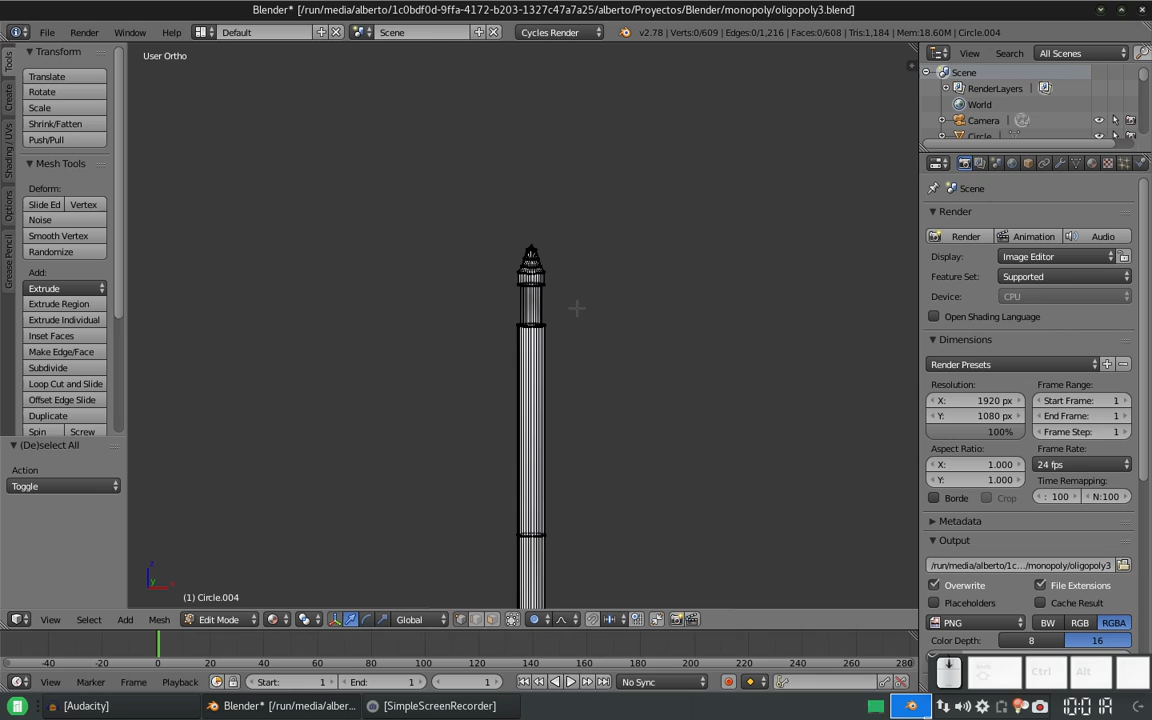 Blender* [/run/media/alberto/1c0bdf0d-9ffa-4172-b203-1327c47a7a25/alberto/Proyectos/Blender/monopoly/oligopoly3.blend]
File Render Window Help Default Scene Cycles Render v2.78 | Verts:0/609 | Edges:0/1,216 | Faces:0/608 | Tris:1,184 | Mem:18.60M | Circle.004
Tools
Create
Shading / UVs
Options
Grease Pencil
Transform
Translate
Rotate
Scale
Shrink/Fatten
Push/Pull
Mesh Tools
Deform:
Slide Ed Vertex
Noise
Smooth Vertex
Randomize
Add:
Extrude
Extrude Region
Extrude Individual
Inset Faces
Make Edge/Face
Subdivide
Loop Cut and Slide
Offset Edge Slide
Duplicate
Spin Screw
(De)select All
Action
Toggle
User Ortho
z
y
x
(1) Circle.004
View Select Add Mesh Edit Mode Global
-40 -20 0 20 40 60 80 100 120 140 160 180 200 220 240 260 280
View Marker Frame Playback Start: 1 End: 1 1 No Sync
View Search All Scenes
Scene
RenderLayers |
World
Camera |
Circle
Scene
Render
Render Animation Audio
Display: Image Editor
Feature Set: Supported
Device: CPU
Open Shading Language
Dimensions
Render Presets
Resolution: Frame Range:
X: 1920 px Start Frame: 1
Y: 1080 px End Frame: 1
100% Frame Step: 1
Aspect Ratio: Frame Rate:
X: 1.000 24 fps
Y: 1.000 Time Remapping:
: 100 N:100
Borde Crop
Metadata
Output
/run/media/alberto/1c.../monopoly/oligopoly3
Overwrite File Extensions
Placeholders Cache Result
PNG BW RGB RGBA
Color Depth: 8 16
Ctrl Alt
[Audacity] Blender* [/run/media/alber... [SimpleScreenRecorder]